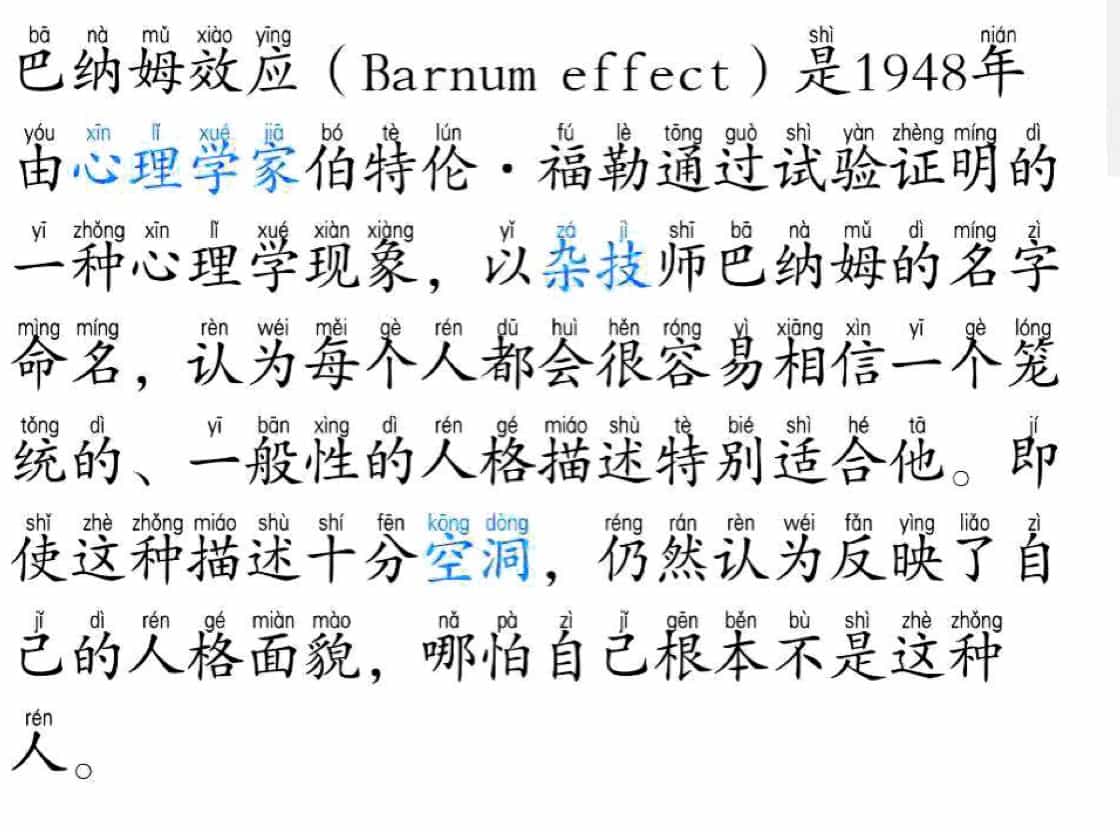 bā nà mǔ xiào yīng shì nián
巴纳姆效应（Barnum effect）是1948年
yóu xīn lǐ xué jiā bó tè lún fú lè tōng guò shì yàn zhèng míng dì
由心理学家伯特伦·福勒通过试验证明的
yī zhǒng xīn lǐ xué xiàn xiàng yǐ zá jì shī bā nà mǔ dì míng zì
一种心理学现象，以杂技师巴纳姆的名字
mìng míng rèn wéi měi gè rén dū huì hěn róng yì xiāng xìn yī gè lóng
命名，认为每个人都会很容易相信一个笼
tǒng dì yī bān xìng dì rén gé miáo shù tè bié shì hé tā jí
统的、一般性的人格描述特别适合他。即
shǐ zhè zhǒng miáo shù shí fēn kōng dòng réng rán rèn wéi fǎn yìng liǎo zì
使这种描述十分空洞，仍然认为反映了自
jǐ dì rén gé miàn mào nǎ pà zì jǐ gēn běn bù shì zhè zhǒng
己的人格面貌，哪怕自己根本不是这种
rén
人。